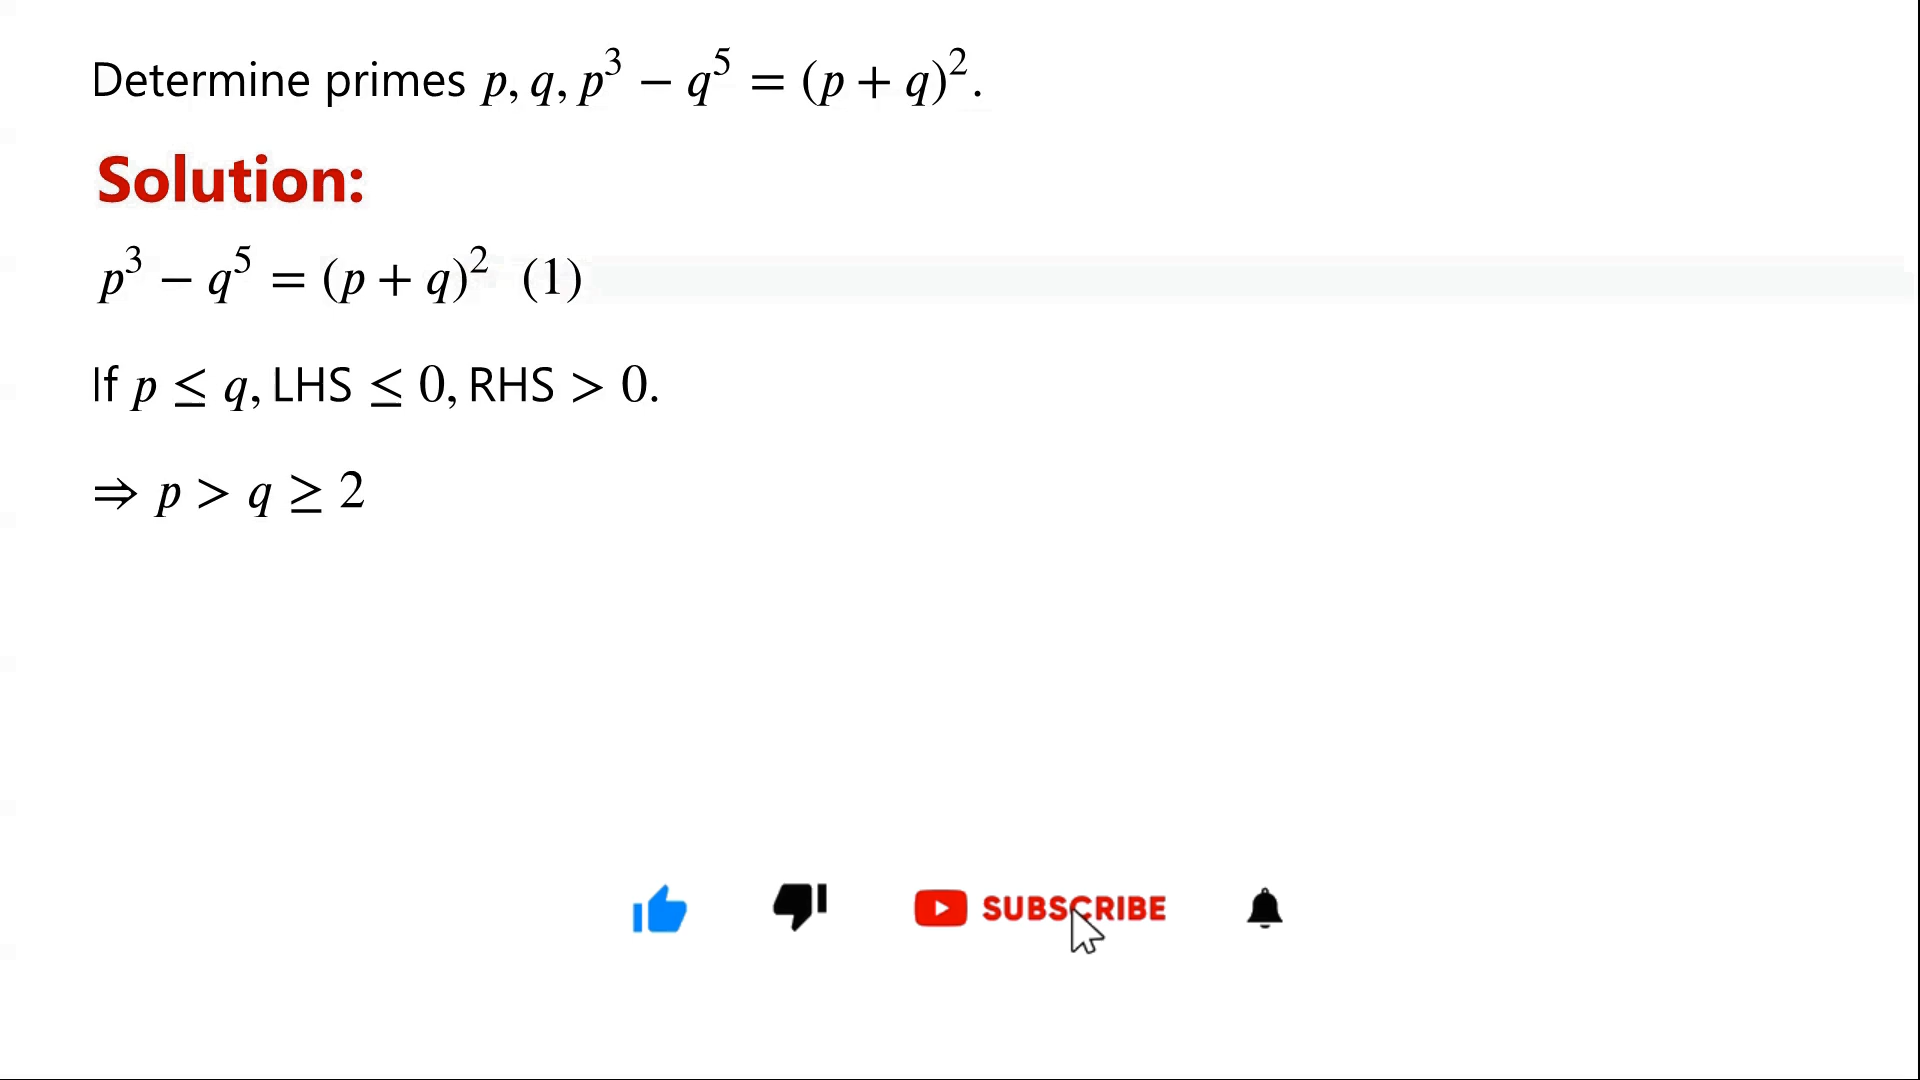 Determine primes p, q, p³ − q⁵ = (p + q)².
Solution:
p³ − q⁵ = (p + q)² (1)
If p ≤ q, LHS ≤ 0, RHS > 0.
⇒ p > q ≥ 2
SUBSCRIBE